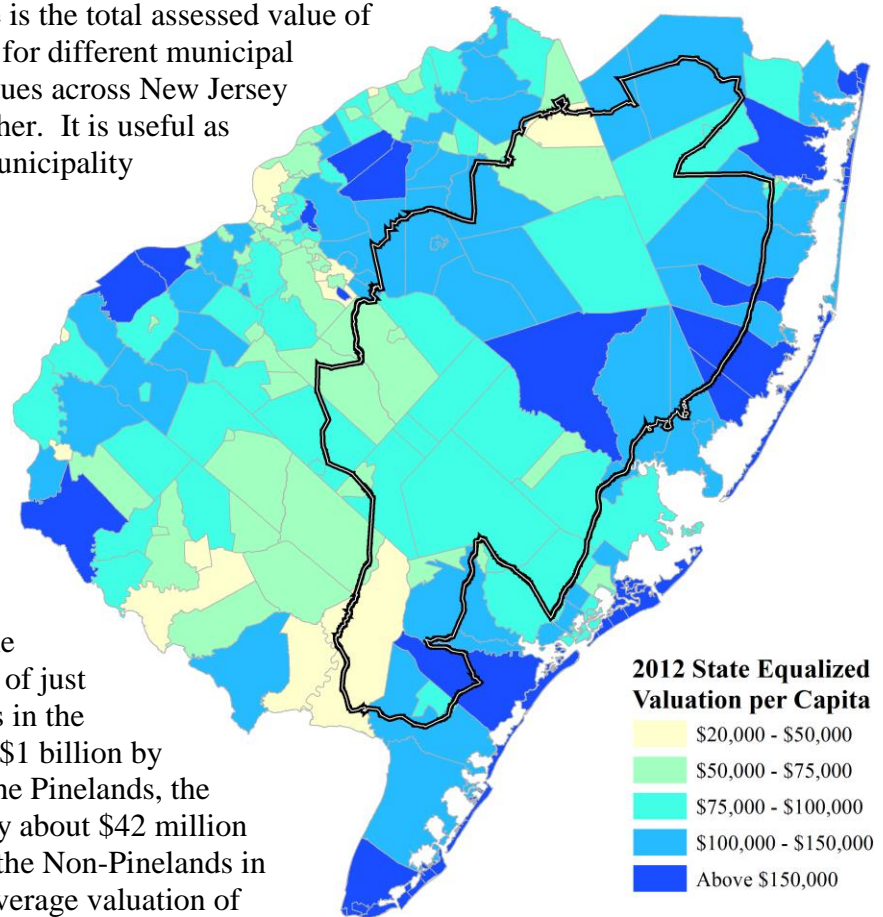 is the total assessed value of
for different municipal
ues across New Jersey
her.  It is useful as
unicipality
of just
s in the
$1 billion by
he Pinelands, the
y about $42 million
the Non-Pinelands in
verage valuation of
2012 State Equalized
Valuation per Capita
$20,000 - $50,000
$50,000 - $75,000
$75,000 - $100,000
$100,000 - $150,000
Above $150,000